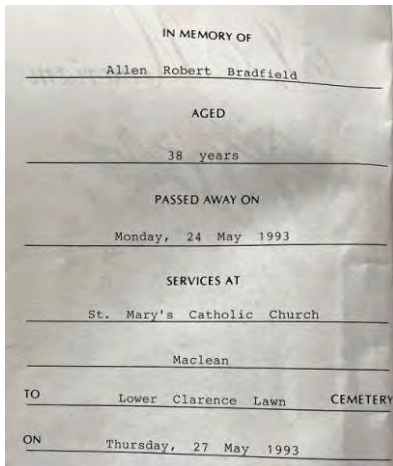 IN MEMORY OF
Allen Robert Bradfield
AGED
38 years
PASSED AWAY ON
Monday, 24 May 1993
SERVICES AT
St. Mary's Catholic Church
Maclean
TO Lower Clarence Lawn CEMETERY
ON Thursday, 27 May 1993